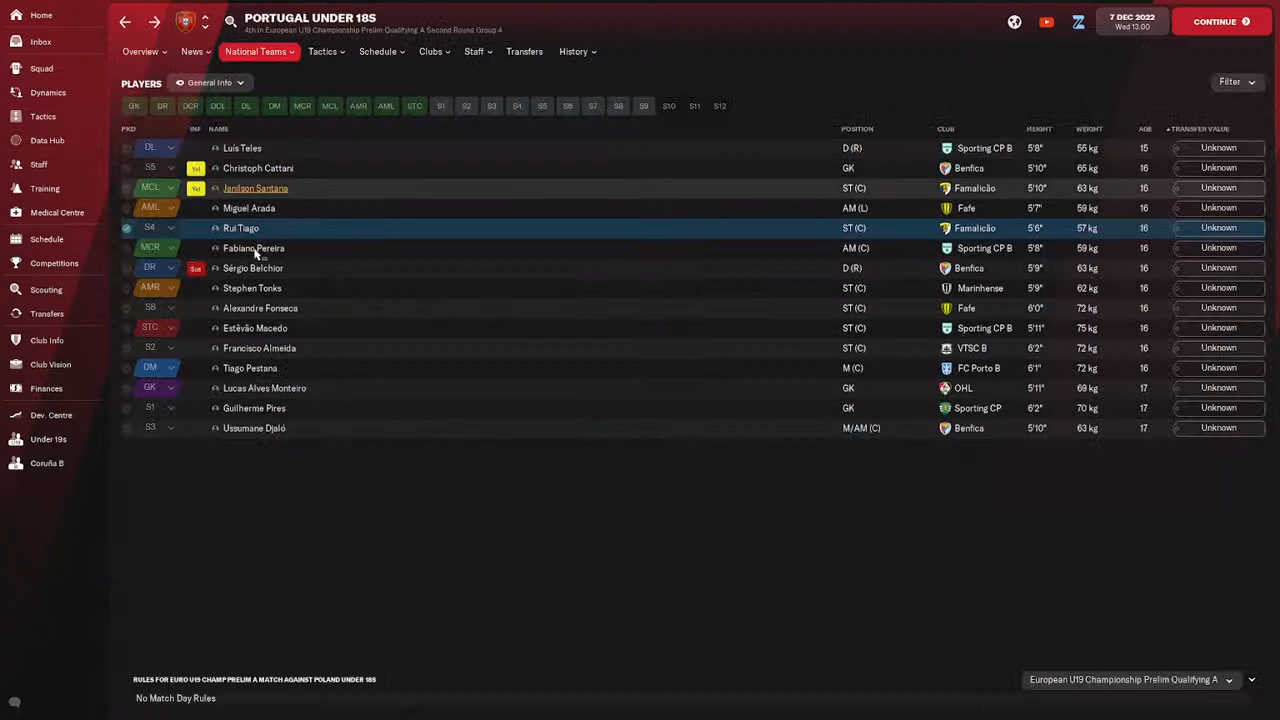 Home
Inbox
Squad
Dynamics
Tactics
Data Hub
Staff
Training
Medical Centre
Schedule
Competitions
Scouting
Transfers
Club Info
Club Vision
Finances
Dev. Centre
Under 19s
Coruña B
PORTUGAL UNDER 18S
4th in European U19 Championship Prelim Qualifying A Second Round Group 4
7 DEC 2022
Wed 13:00
CONTINUE
Overview News National Teams Tactics Schedule Clubs Staff Transfers History
PLAYERS General Info Filter
GK DR DCR DCL DL DM MCR MCL AMR AML STC S1 S2 S3 S4 S5 S6 S7 S8 S9 S10 S11 S12
PKD INF NAME POSITION CLUB HEIGHT WEIGHT AGE TRANSFER VALUE
DL Luís Teles D (R) Sporting CP B 5'8" 55 kg 15 Unknown
S5 Yel Christoph Cattani GK Benfica 5'10" 65 kg 16 Unknown
MCL Yel Janilson Santana ST (C) Famalicão 5'10" 63 kg 16 Unknown
AML Miguel Arada AM (L) Fafe 5'7" 59 kg 16 Unknown
S4 Rui Tiago ST (C) Famalicão 5'6" 57 kg 16 Unknown
MCR Fabiano Pereira AM (C) Sporting CP B 5'8" 59 kg 16 Unknown
DR Sus Sérgio Belchior D (R) Benfica 5'9" 63 kg 16 Unknown
AMR Stephen Tonks ST (C) Marinhense 5'9" 62 kg 16 Unknown
S6 Alexandre Fonseca ST (C) Fafe 6'0" 72 kg 16 Unknown
STC Estêvão Macedo ST (C) Sporting CP B 5'11" 75 kg 16 Unknown
S2 Francisco Almeida ST (C) VTSC B 6'2" 72 kg 16 Unknown
DM Tiago Pestana M (C) FC Porto B 6'1" 72 kg 16 Unknown
GK Lucas Alves Monteiro GK OHL 5'11" 69 kg 17 Unknown
S1 Guilherme Pires GK Sporting CP 6'2" 70 kg 17 Unknown
S3 Ussumane Djaló M/AM (C) Benfica 5'10" 63 kg 17 Unknown
RULES FOR EURO U19 CHAMP PRELIM A MATCH AGAINST POLAND UNDER 18S
European U19 Championship Prelim Qualifying A
No Match Day Rules